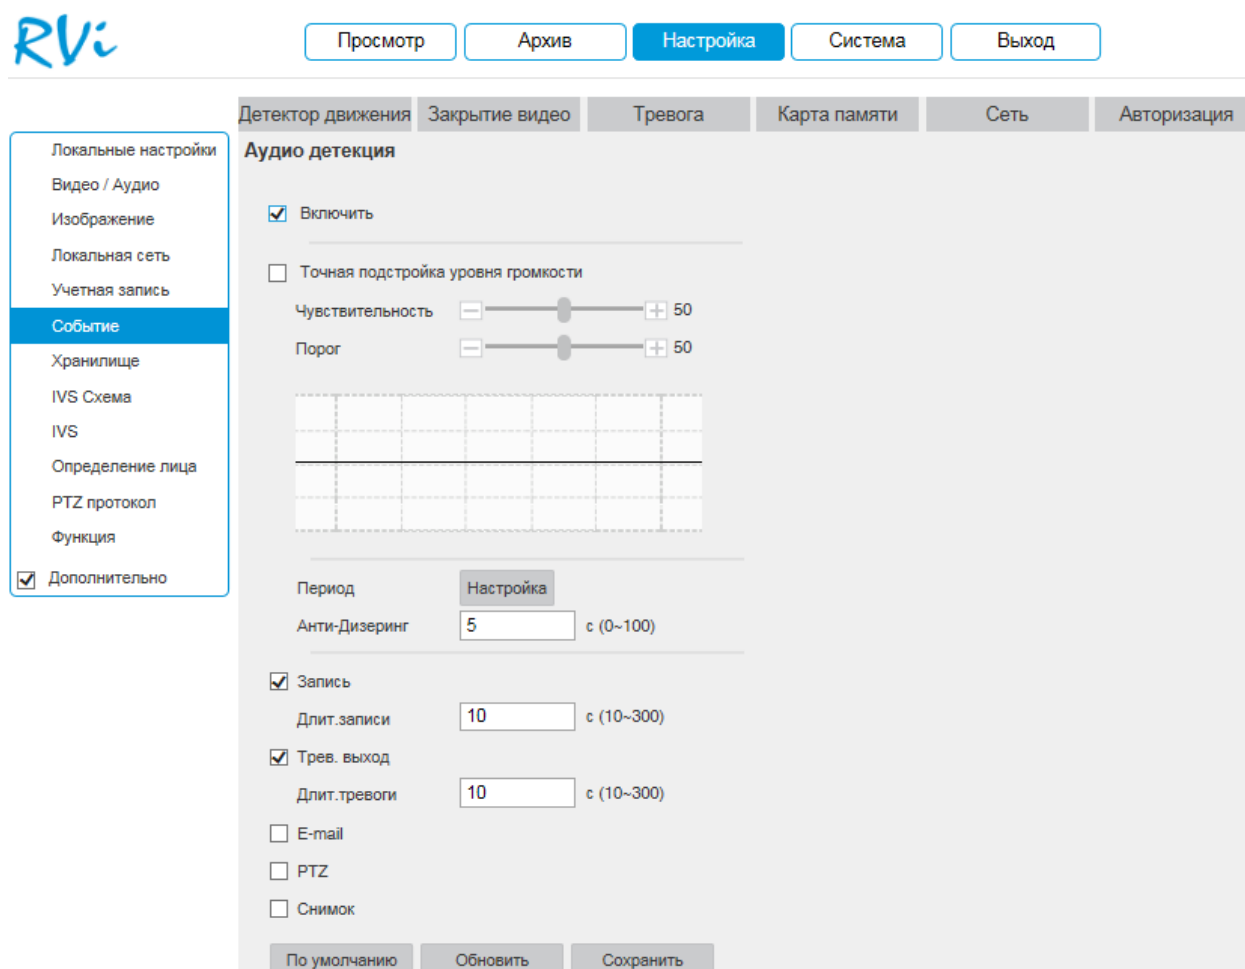 RVi
Просмотр Архив Настройка Система Выход
Детектор движения Закрытие видео Тревога Карта памяти Сеть Авторизация
Локальные настройки
Видео / Аудио
Изображение
Локальная сеть
Учетная запись
Событие
Хранилище
IVS Схема
IVS
Определение лица
PTZ протокол
Функция
Дополнительно
Аудио детекция
Включить
Точная подстройка уровня громкости
Чувствительность 50
Порог 50
Период Настройка
Анти-Дизеринг 5 с (0~100)
Запись
Длит.записи 10 с (10~300)
Трев. выход
Длит.тревоги 10 с (10~300)
E-mail
PTZ
Снимок
По умолчанию Обновить Сохранить